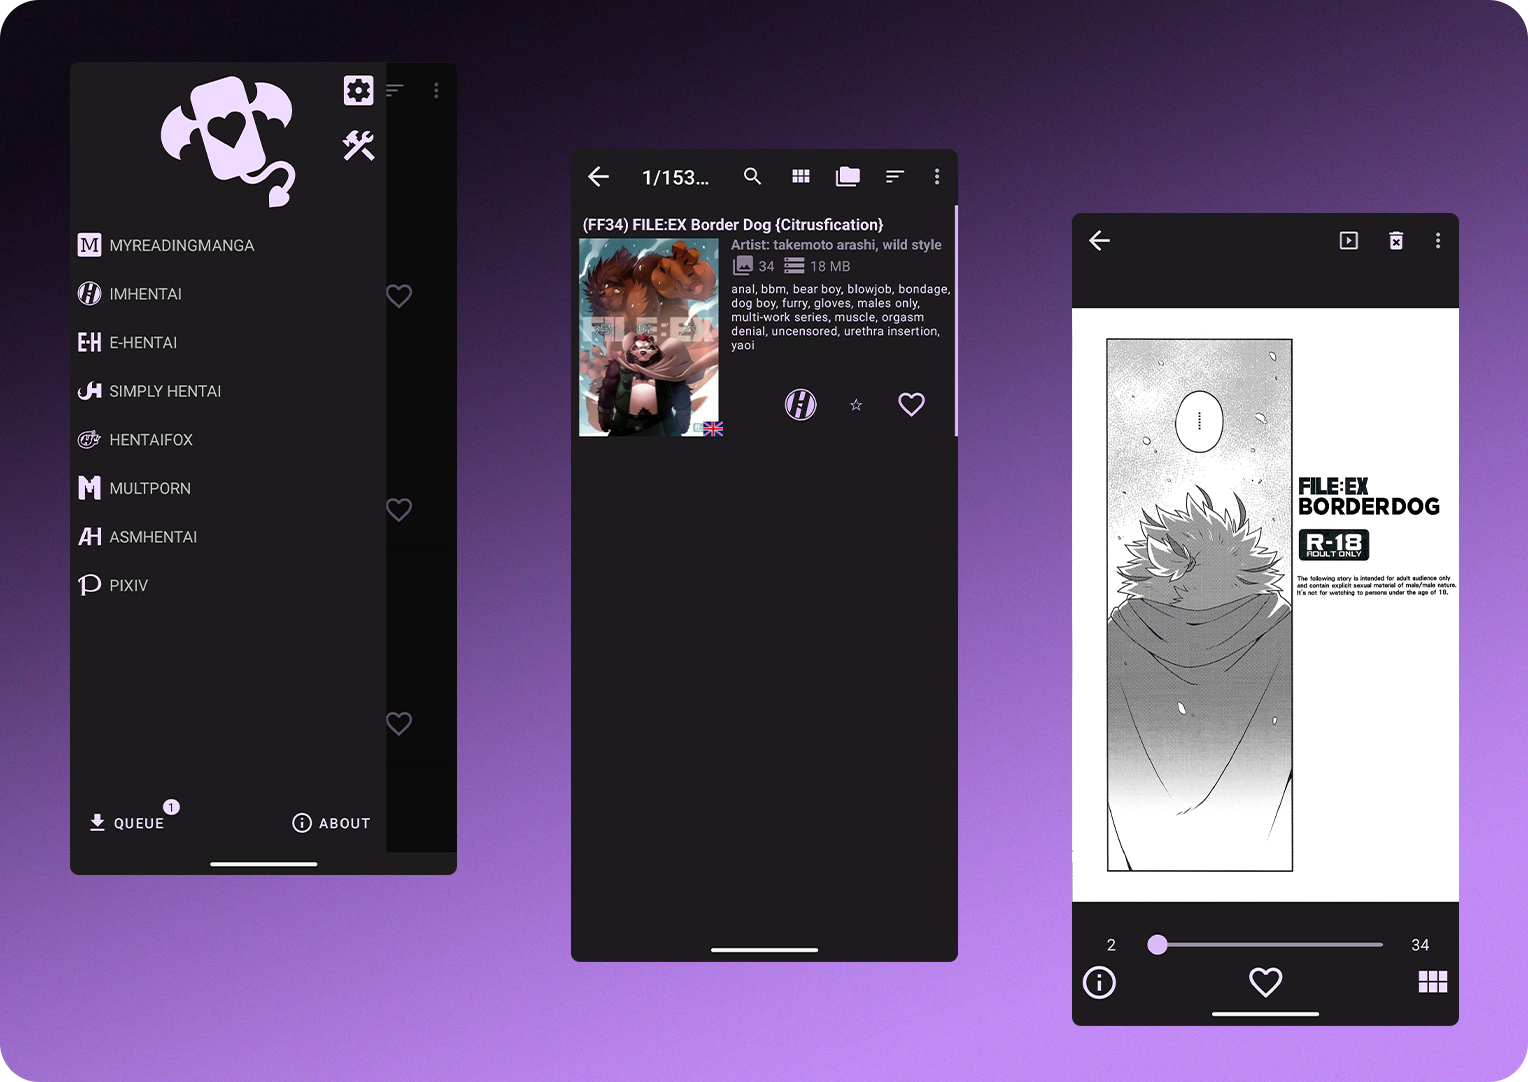 M MYREADINGMANGA
H IMHENTAI
E-H E-HENTAI
H SIMPLY HENTAI
HENTAIFOX
M MULTPORN
AH ASMHENTAI
P PIXIV
QUEUE 1
ABOUT
1/153...
(FF34) FILE:EX Border Dog {Citrusfication}
Artist: takemoto arashi, wild style
34 18 MB
anal, bbm, bear boy, blowjob, bondage,
dog boy, furry, gloves, males only,
multi-work series, muscle, orgasm
denial, uncensored, urethra insertion,
yaoi
FILE:EX
H
FILE:EX
BORDERDOG
R-18
ADULT ONLY
The following story is intended for adult audience only
and contain explicit sexual material of male/male nature.
It's not for watching to persons under the age of 18.
2 34